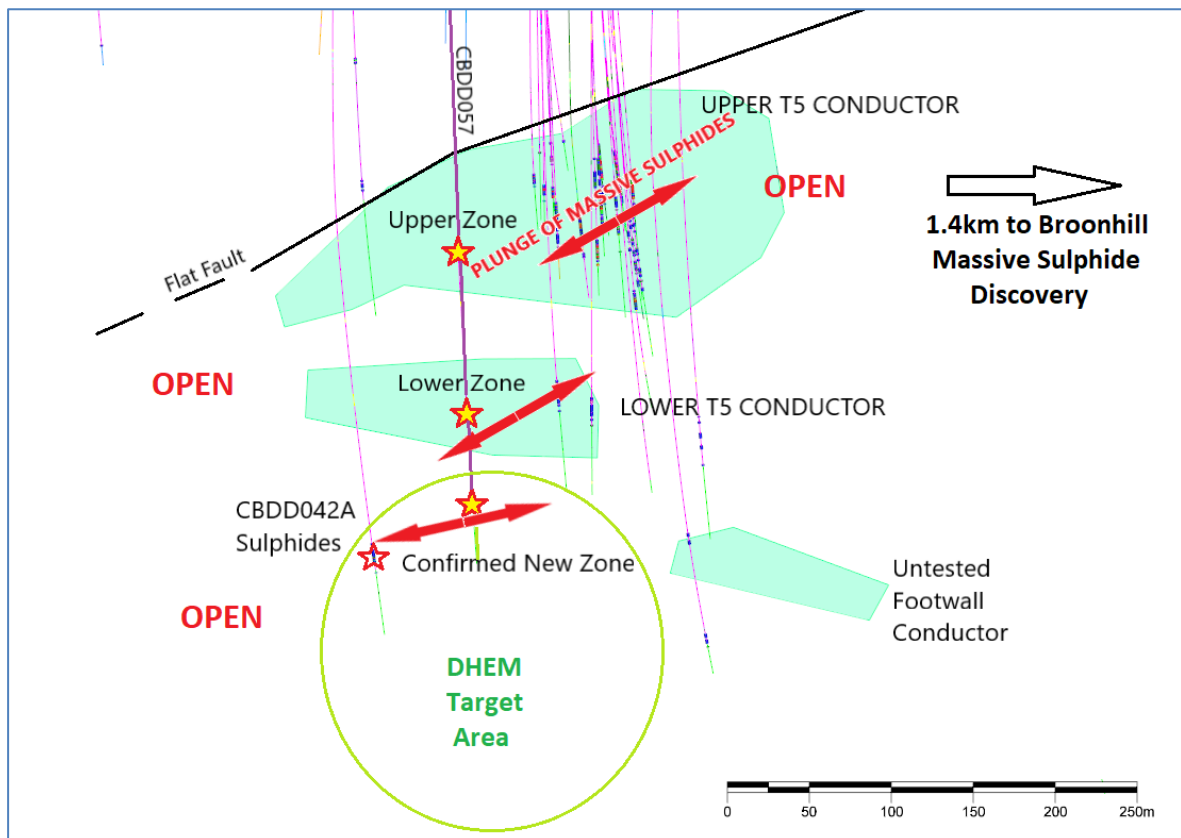 CBDD057
UPPER T5 CONDUCTOR
PLUNGE OF MASSIVE SULPHIDES
OPEN
Upper Zone
1.4km to Broonhill
Massive Sulphide
Discovery
Flat Fault
OPEN
Lower Zone
LOWER T5 CONDUCTOR
CBDD042A
Sulphides
Confirmed New Zone
Untested
Footwall
Conductor
OPEN
DHEM
Target
Area
0 50 100 150 200 250m